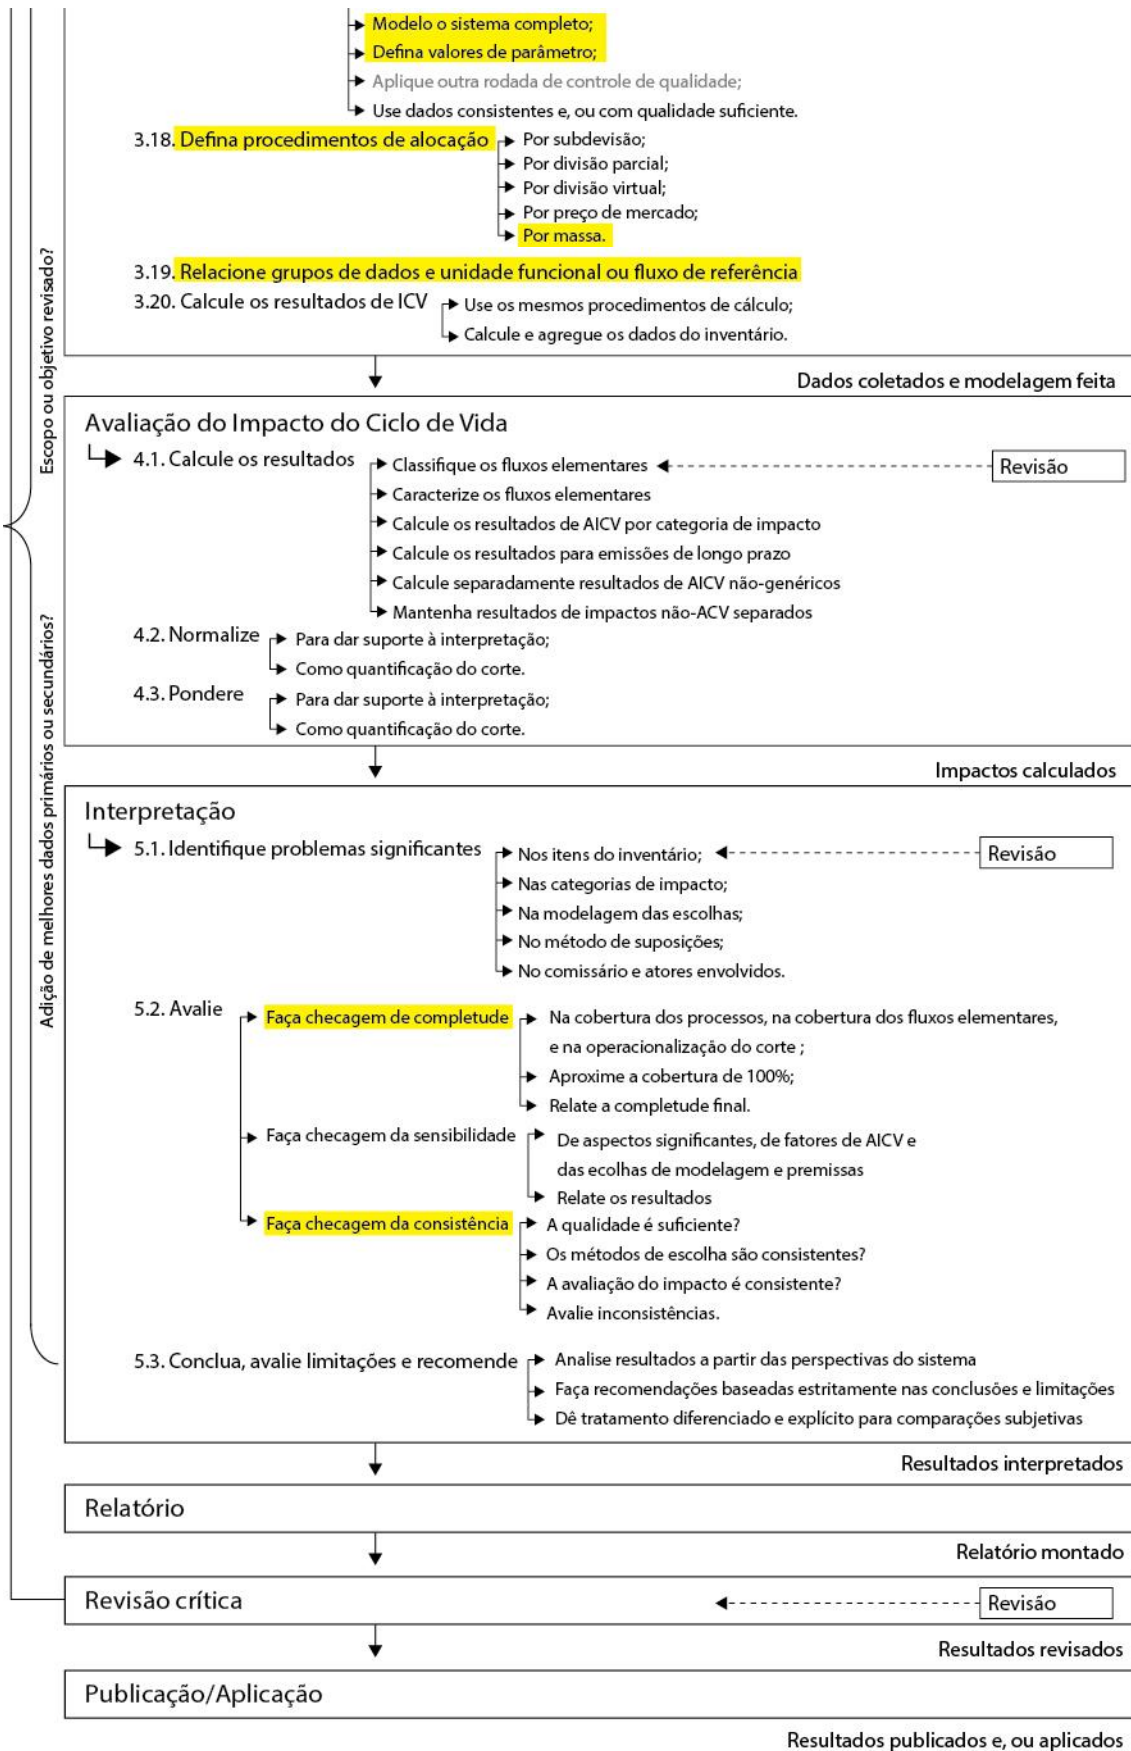 Modelo o sistema completo;
Defina valores de parâmetro;
Aplique outra rodada de controle de qualidade;
Use dados consistentes e, ou com qualidade suficiente.
3.18. Defina procedimentos de alocação
Por subdevisão;
Por divisão parcial;
Por divisão virtual;
Por preço de mercado;
Por massa.
3.19. Relacione grupos de dados e unidade funcional ou fluxo de referência
3.20. Calcule os resultados de ICV
Use os mesmos procedimentos de cálculo;
Calcule e agregue os dados do inventário.
Escopo ou objetivo revisado?
Dados coletados e modelagem feita
Avaliação do Impacto do Ciclo de Vida
4.1. Calcule os resultados
Classifique os fluxos elementares
Revisão
Caracterize os fluxos elementares
Calcule os resultados de AICV por categoria de impacto
Calcule os resultados para emissões de longo prazo
Calcule separadamente resultados de AICV não-genéricos
Mantenha resultados de impactos não-ACV separados
4.2. Normalize
Para dar suporte à interpretação;
Como quantificação do corte.
4.3. Pondere
Para dar suporte à interpretação;
Como quantificação do corte.
Adição de melhores dados primários ou secundários?
Impactos calculados
Interpretação
5.1. Identifique problemas significantes
Nos itens do inventário;
Revisão
Nas categorias de impacto;
Na modelagem das escolhas;
No método de suposições;
No comissário e atores envolvidos.
5.2. Avalie
Faça checagem de completude
Na cobertura dos processos, na cobertura dos fluxos elementares,
e na operacionalização do corte ;
Aproxime a cobertura de 100%;
Relate a completude final.
Faça checagem da sensibilidade
De aspectos significantes, de fatores de AICV e
das ecolhas de modelagem e premissas
Relate os resultados
Faça checagem da consistência
A qualidade é suficiente?
Os métodos de escolha são consistentes?
A avaliação do impacto é consistente?
Avalie inconsistências.
5.3. Conclua, avalie limitações e recomende
Analise resultados a partir das perspectivas do sistema
Faça recomendações baseadas estritamente nas conclusões e limitações
Dê tratamento diferenciado e explícito para comparações subjetivas
Resultados interpretados
Relatório
Relatório montado
Revisão crítica
Revisão
Resultados revisados
Publicação/Aplicação
Resultados publicados e, ou aplicados